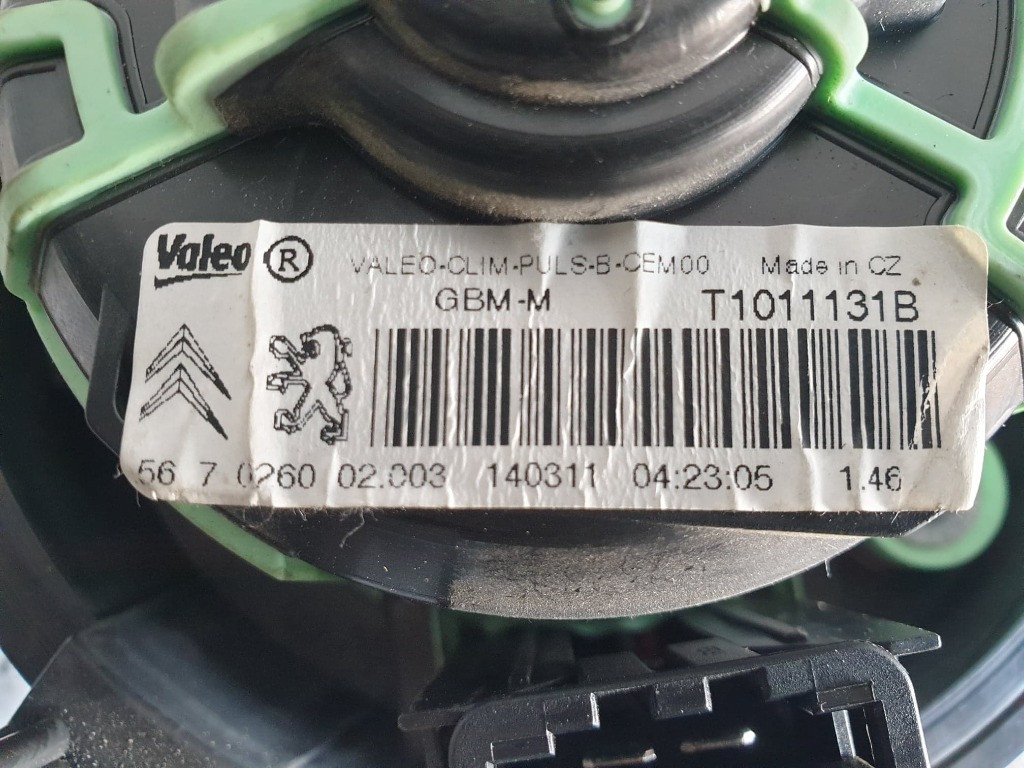 Valeo ® VALEO-CLIM-PULS-B-CEM00 Made in CZ
GBM-M T1011131B
56 7 0260 02.003 140311 04:23:05 1.46